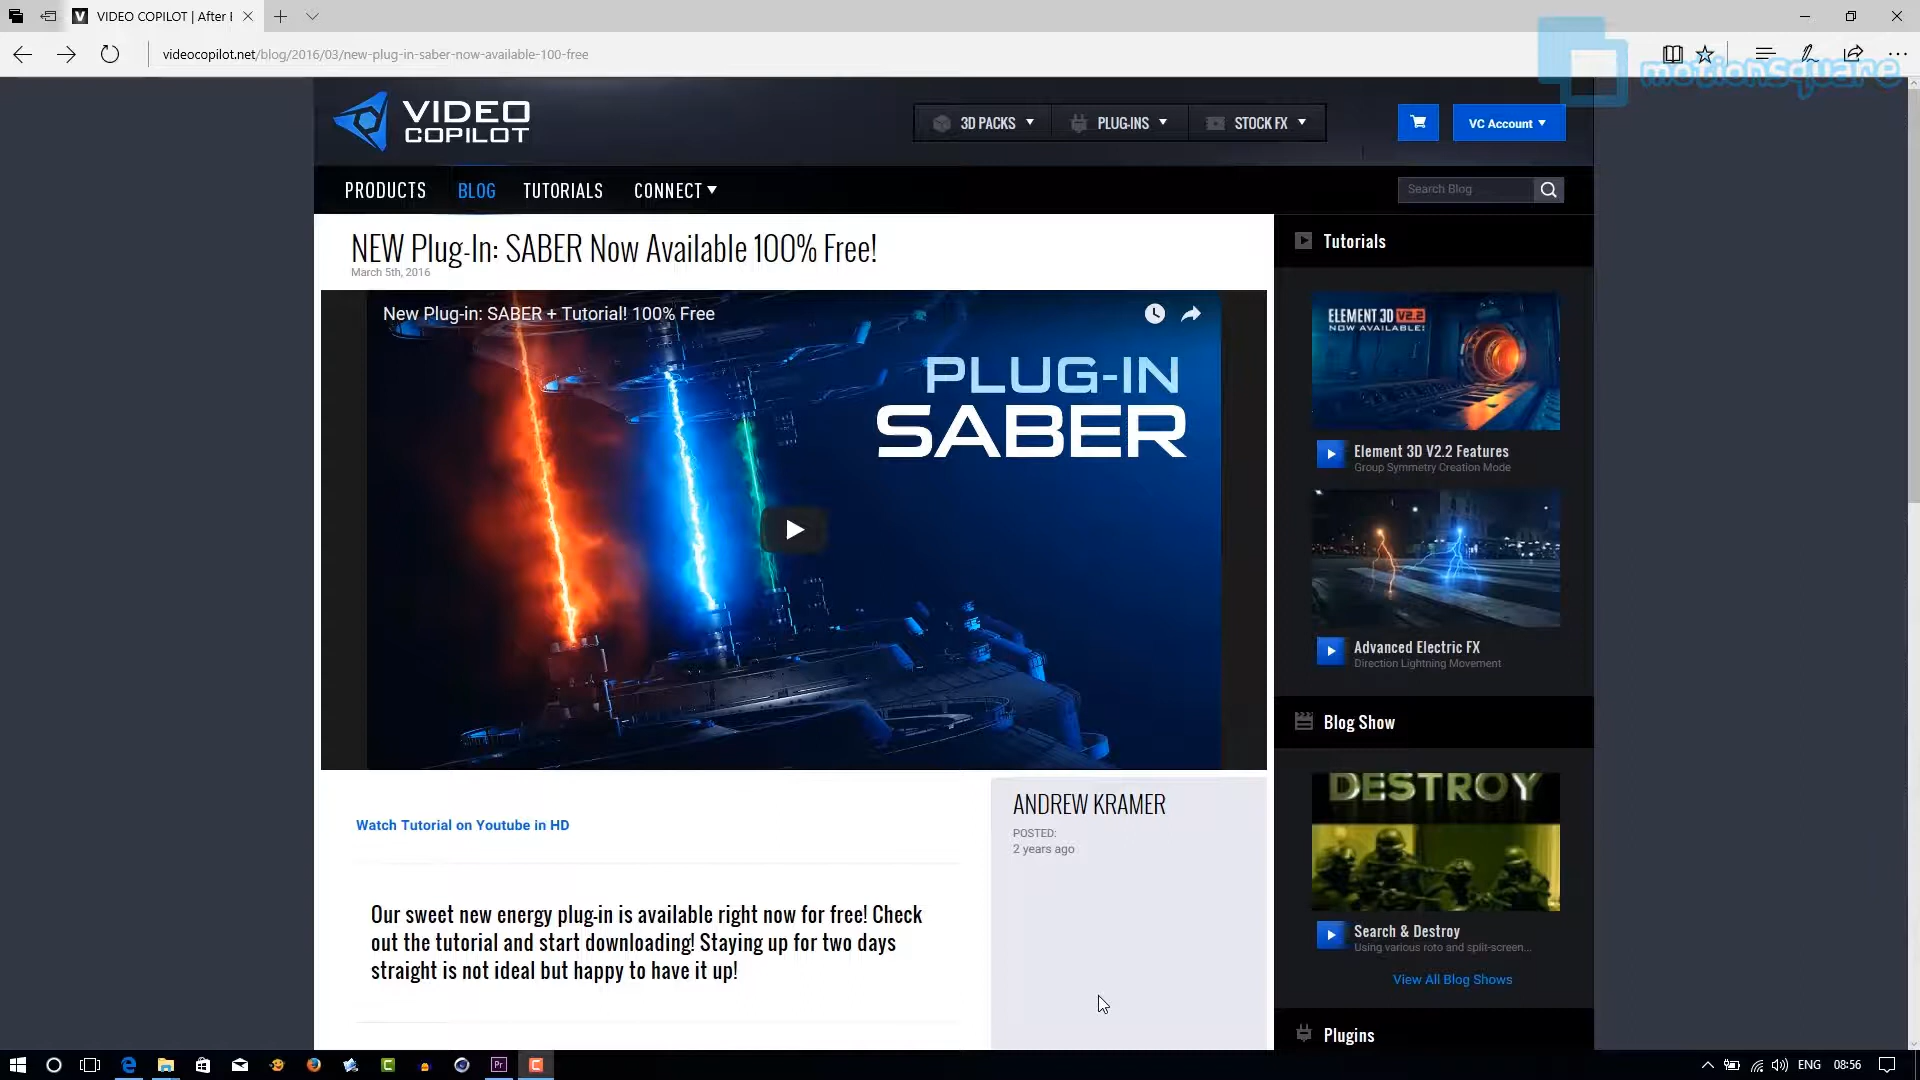 VIDEO COPILOT | After E
videocopilot.net/blog/2016/03/new-plug-in-saber-now-available-100-free
motionSquare
VIDEO
COPILOT
3D PACKS
PLUG-INS
STOCK FX
VC Account
PRODUCTS
BLOG
TUTORIALS
CONNECT
Search Blog
NEW Plug-In: SABER Now Available 100% Free!
March 5th, 2016
New Plug-in: SABER + Tutorial! 100% Free
PLUG-IN
SABER
Watch Tutorial on Youtube in HD
ANDREW KRAMER
POSTED:
2 years ago
Our sweet new energy plug-in is available right now for free! Check
out the tutorial and start downloading! Staying up for two days
straight is not ideal but happy to have it up!
Tutorials
ELEMENT 3D V2.2
NOW AVAILABLE!
Element 3D V2.2 Features
Group Symmetry Creation Mode
Advanced Electric FX
Direction Lightning Movement
Blog Show
DESTROY
Search & Destroy
Using various roto and split-screen...
View All Blog Shows
Plugins
Pr
ENG
08:56